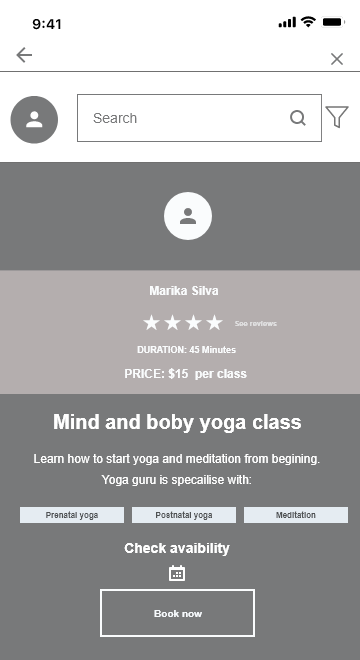 9:41
Search
Marika Silva
See reviews
DURATION: 45 Minutes
PRICE: $15 per class
Mind and boby yoga class
Learn how to start yoga and meditation from begining.
Yoga guru is specailise with:
Prenatal yoga Postnatal yoga Meditation
Check avaibility
Book now